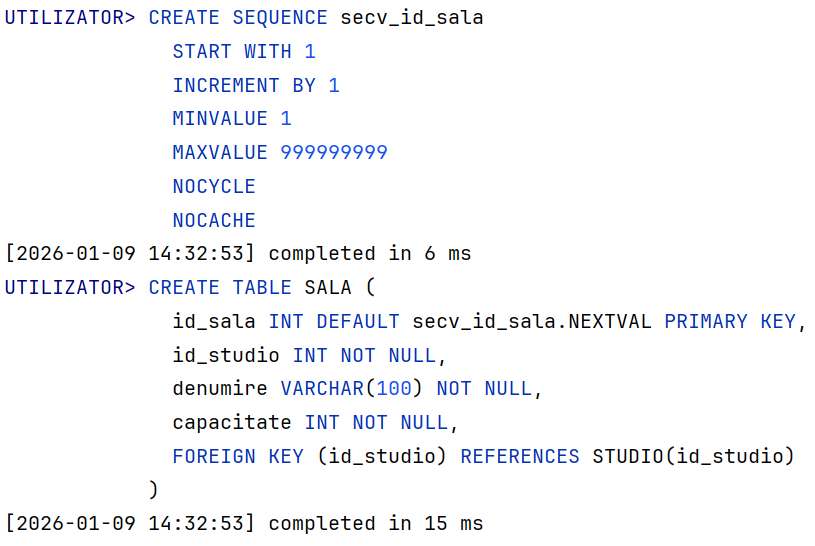 UTILIZATOR> CREATE SEQUENCE secv_id_sala
START WITH 1
INCREMENT BY 1
MINVALUE 1
MAXVALUE 999999999
NOCYCLE
NOCACHE
[2026-01-09 14:32:53] completed in 6 ms
UTILIZATOR> CREATE TABLE SALA (
id_sala INT DEFAULT secv_id_sala.NEXTVAL PRIMARY KEY,
id_studio INT NOT NULL,
denumire VARCHAR(100) NOT NULL,
capacitate INT NOT NULL,
FOREIGN KEY (id_studio) REFERENCES STUDIO(id_studio)
)
[2026-01-09 14:32:53] completed in 15 ms